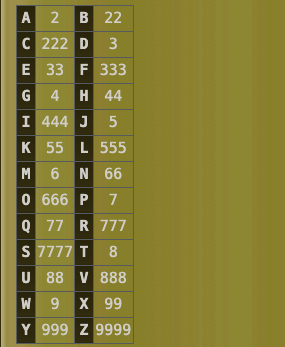 A 2 B 22
C 222 D 3
E 33 F 333
G 4 H 44
I 444 J 5
K 55 L 555
M 6 N 66
O 666 P 7
Q 77 R 777
S 7777 T 8
U 88 V 888
W 9 X 99
Y 999 Z 9999